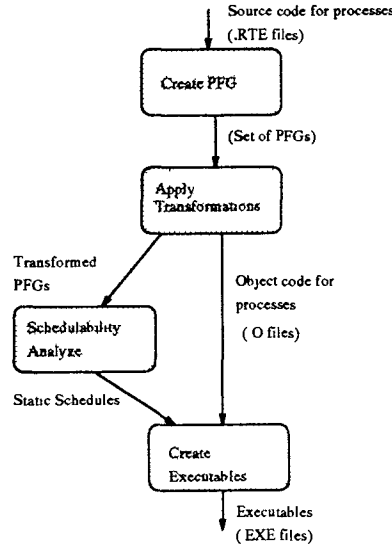 Source code for processes
(.RTE files)
Create PFG
(Set of PFGs)
Apply
Transformations
Transformed
PFGs
Object code for
processes
( O files)
Schedulability
Analyze
Static Schedules
Create
Executables
Executables
( EXE files)